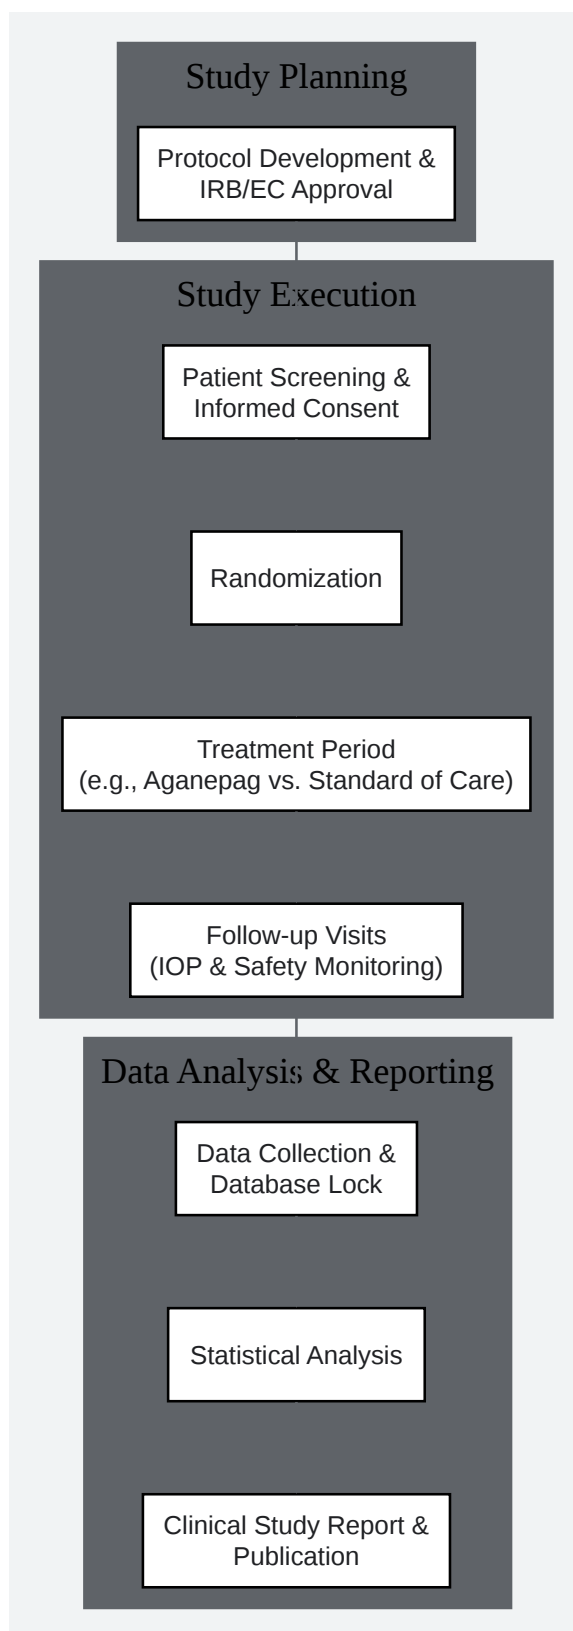 Study Planning
Protocol Development &
IRB/EC Approval
Study Execution
Patient Screening &
Informed Consent
Randomization
Treatment Period
(e.g., Aganepag vs. Standard of Care)
Follow-up Visits
(IOP & Safety Monitoring)
Data Analysis & Reporting
Data Collection &
Database Lock
Statistical Analysis
Clinical Study Report &
Publication